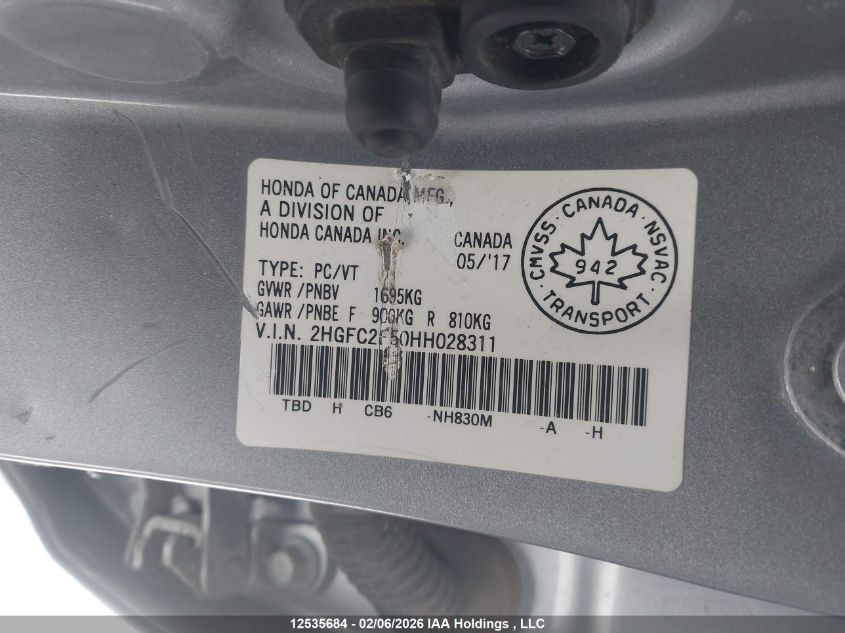 HONDA OF CANADA MFG.,
A DIVISION OF
HONDA CANADA INC.
CANADA
05/'17
TYPE: PC/VT
GVWR /PNBV 1695KG
GAWR /PNBE F 900KG R 810KG
V.I.N. 2HGFC2F50HH028311
TBD H CB6 -NH830M -A -H
CMVSS · CANADA · NSVAC
942
· TRANSPORT ·
12535684 - 02/06/2026 IAA Holdings , LLC